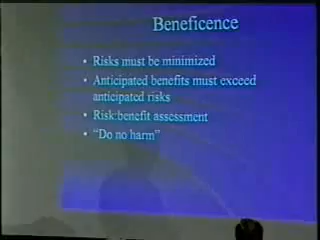 Beneficence
• Risks must be minimized
• Anticipated benefits must exceed
anticipated risks
• Risk:benefit assessment
• "Do no harm"